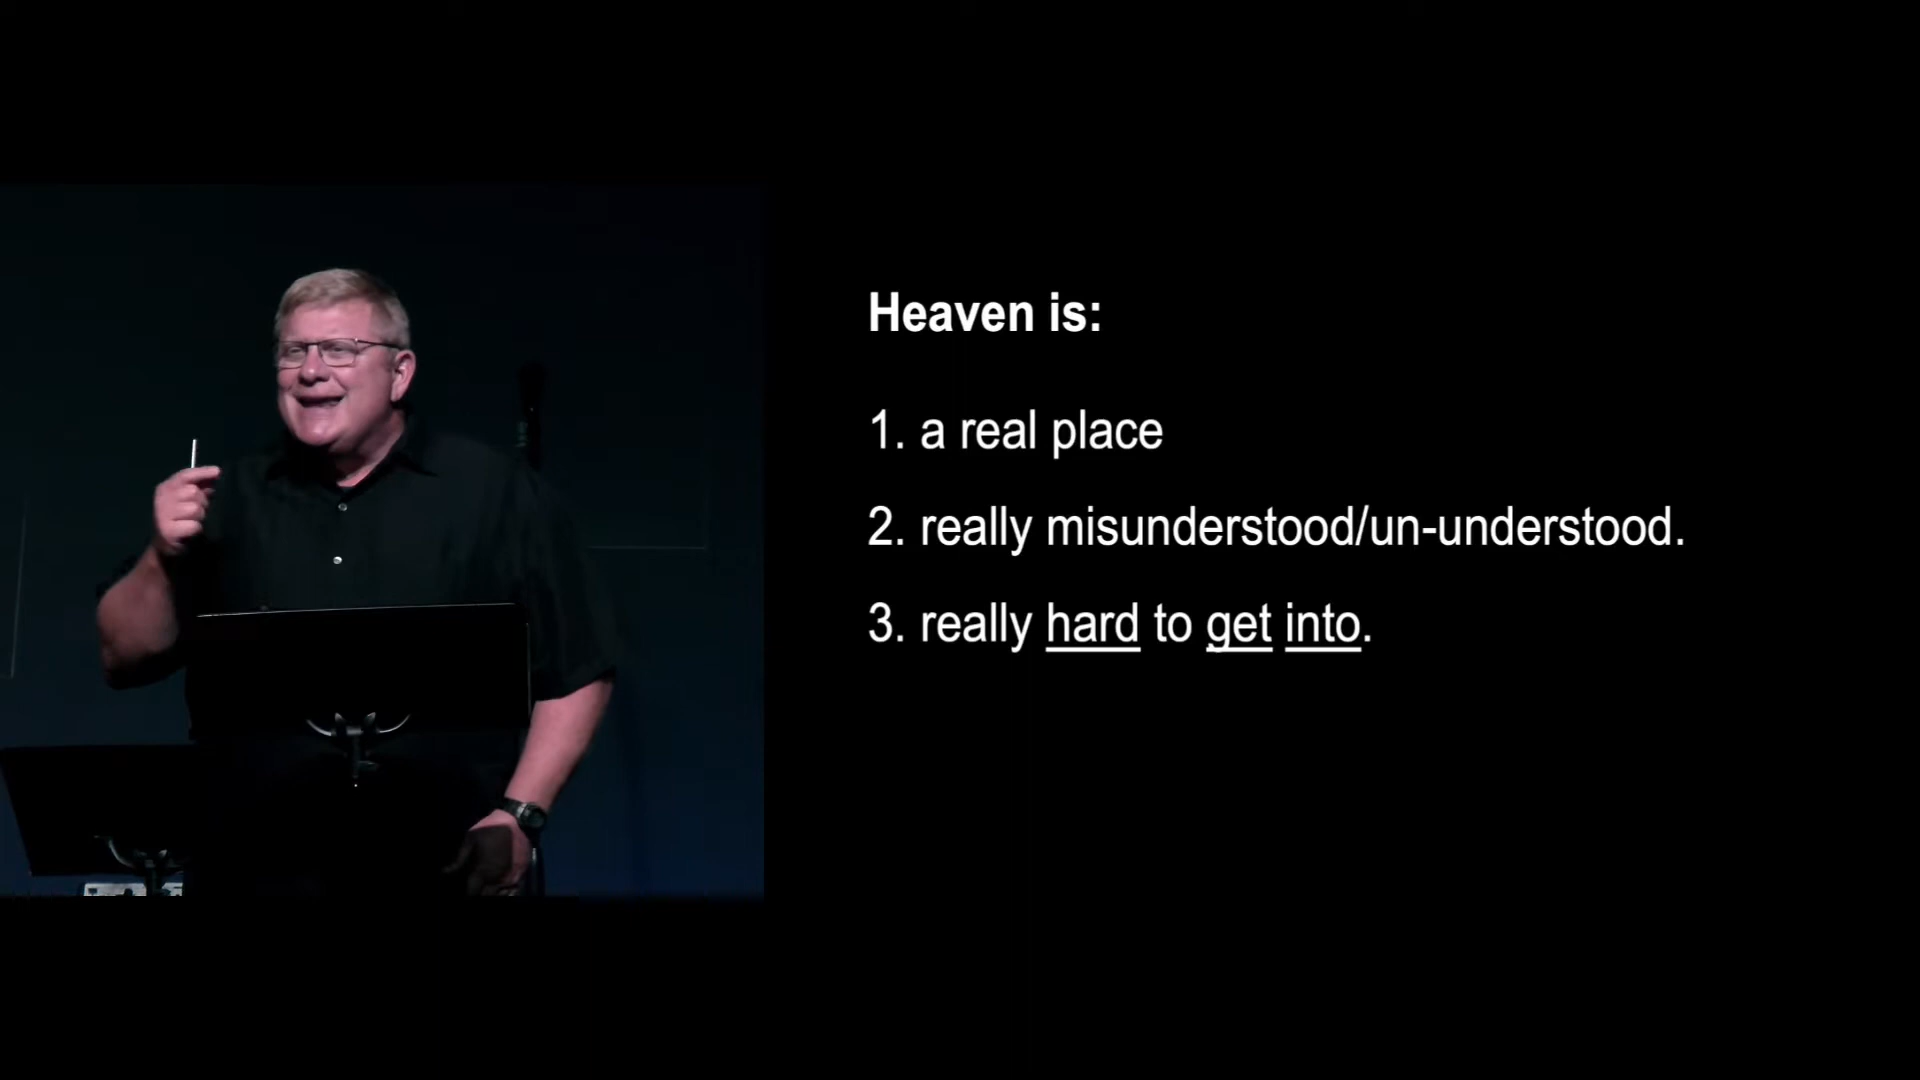 Heaven is:
1. a real place
2. really misunderstood/un-understood.
3. really hard to get into.